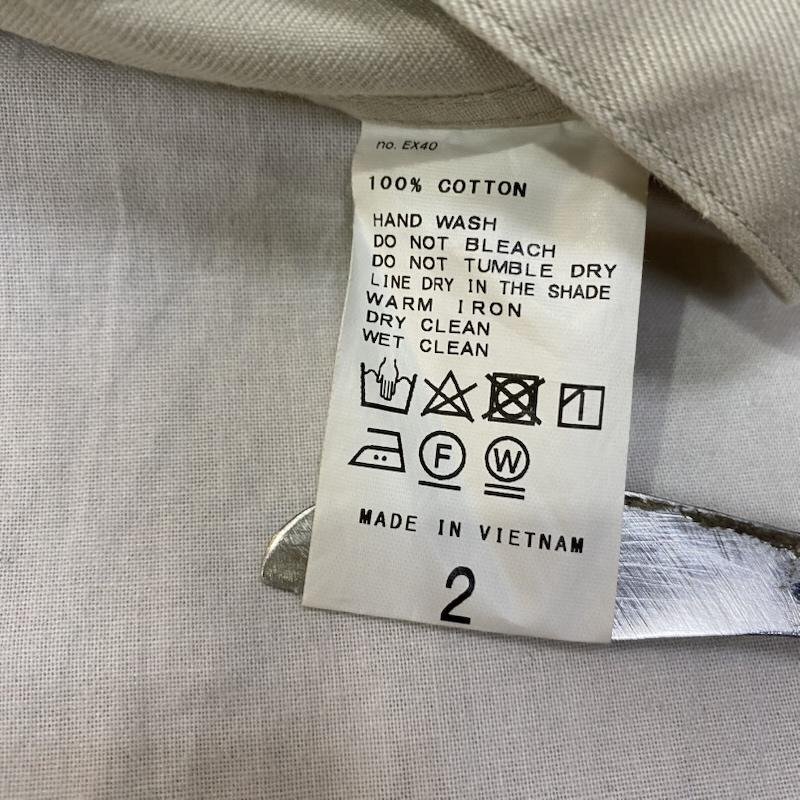 no. EX40
100% COTTON
HAND WASH
DO NOT BLEACH
DO NOT TUMBLE DRY
LINE DRY IN THE SHADE
WARM IRON
DRY CLEAN
WET CLEAN
F W
MADE IN VIETNAM
2